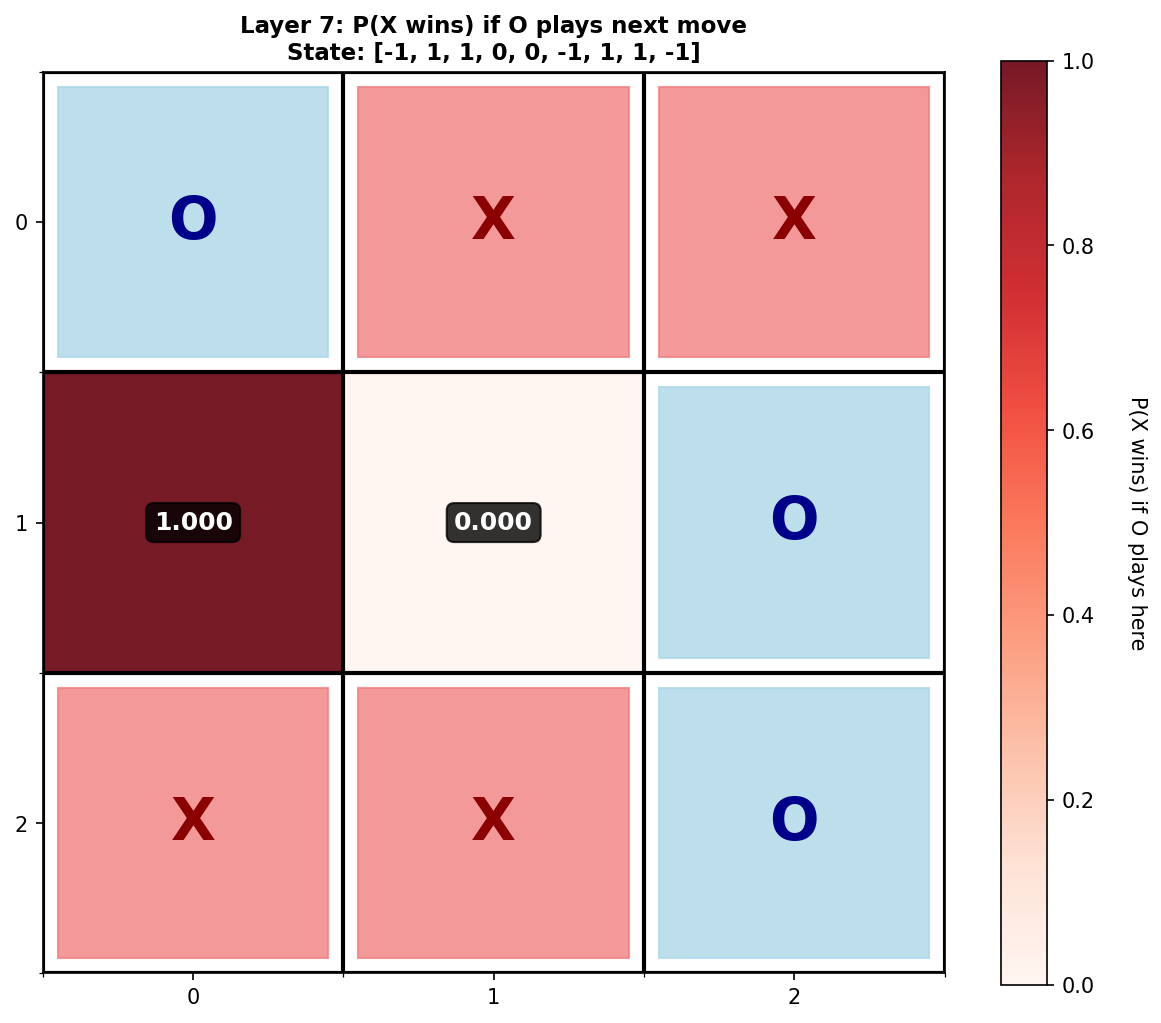 Layer 7: P(X wins) if O plays next move
State: [-1, 1, 1, 0, 0, -1, 1, 1, -1]
0
O
X
X
1
1.000
0.000
O
2
X
X
O
0
1
2
1.0
0.8
0.6
0.4
0.2
0.0
P(X wins) if O plays here